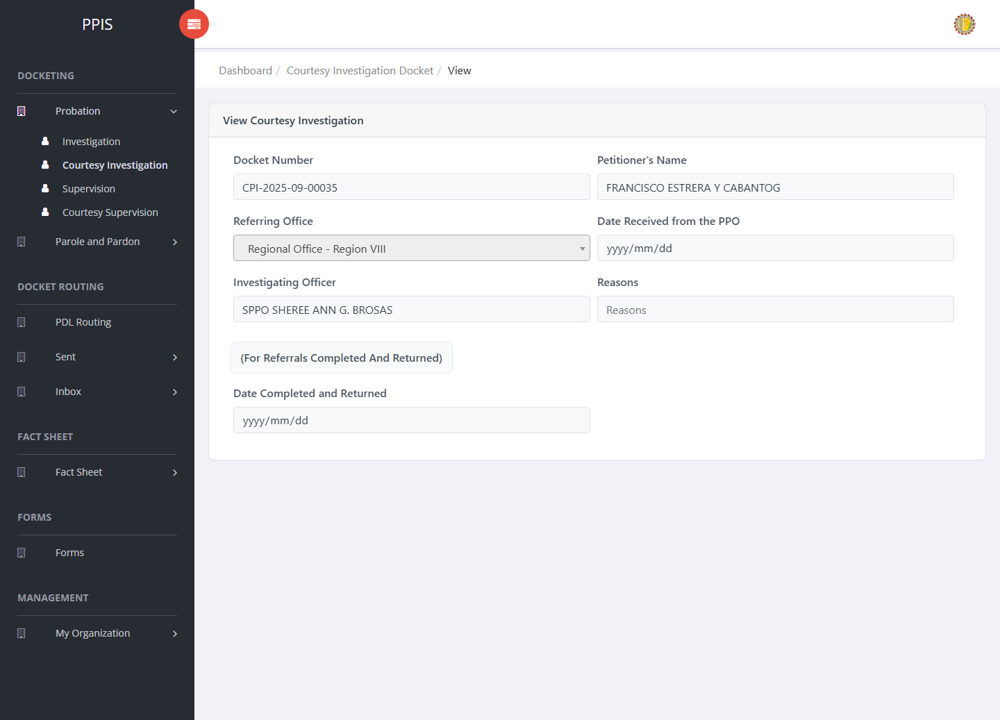 PPIS
DOCKETING
Probation
Investigation
Courtesy Investigation
Supervision
Courtesy Supervision
Parole and Pardon
DOCKET ROUTING
PDL Routing
Sent
Inbox
FACT SHEET
Fact Sheet
FORMS
Forms
MANAGEMENT
My Organization
Dashboard / Courtesy Investigation Docket / View
View Courtesy Investigation
Docket Number
CPI-2025-09-00035
Petitioner's Name
FRANCISCO ESTRERA Y CABANTOG
Referring Office
Regional Office - Region VIII
Date Received from the PPO
yyyy/mm/dd
Investigating Officer
SPPO SHEREE ANN G. BROSAS
Reasons
Reasons
(For Referrals Completed And Returned)
Date Completed and Returned
yyyy/mm/dd